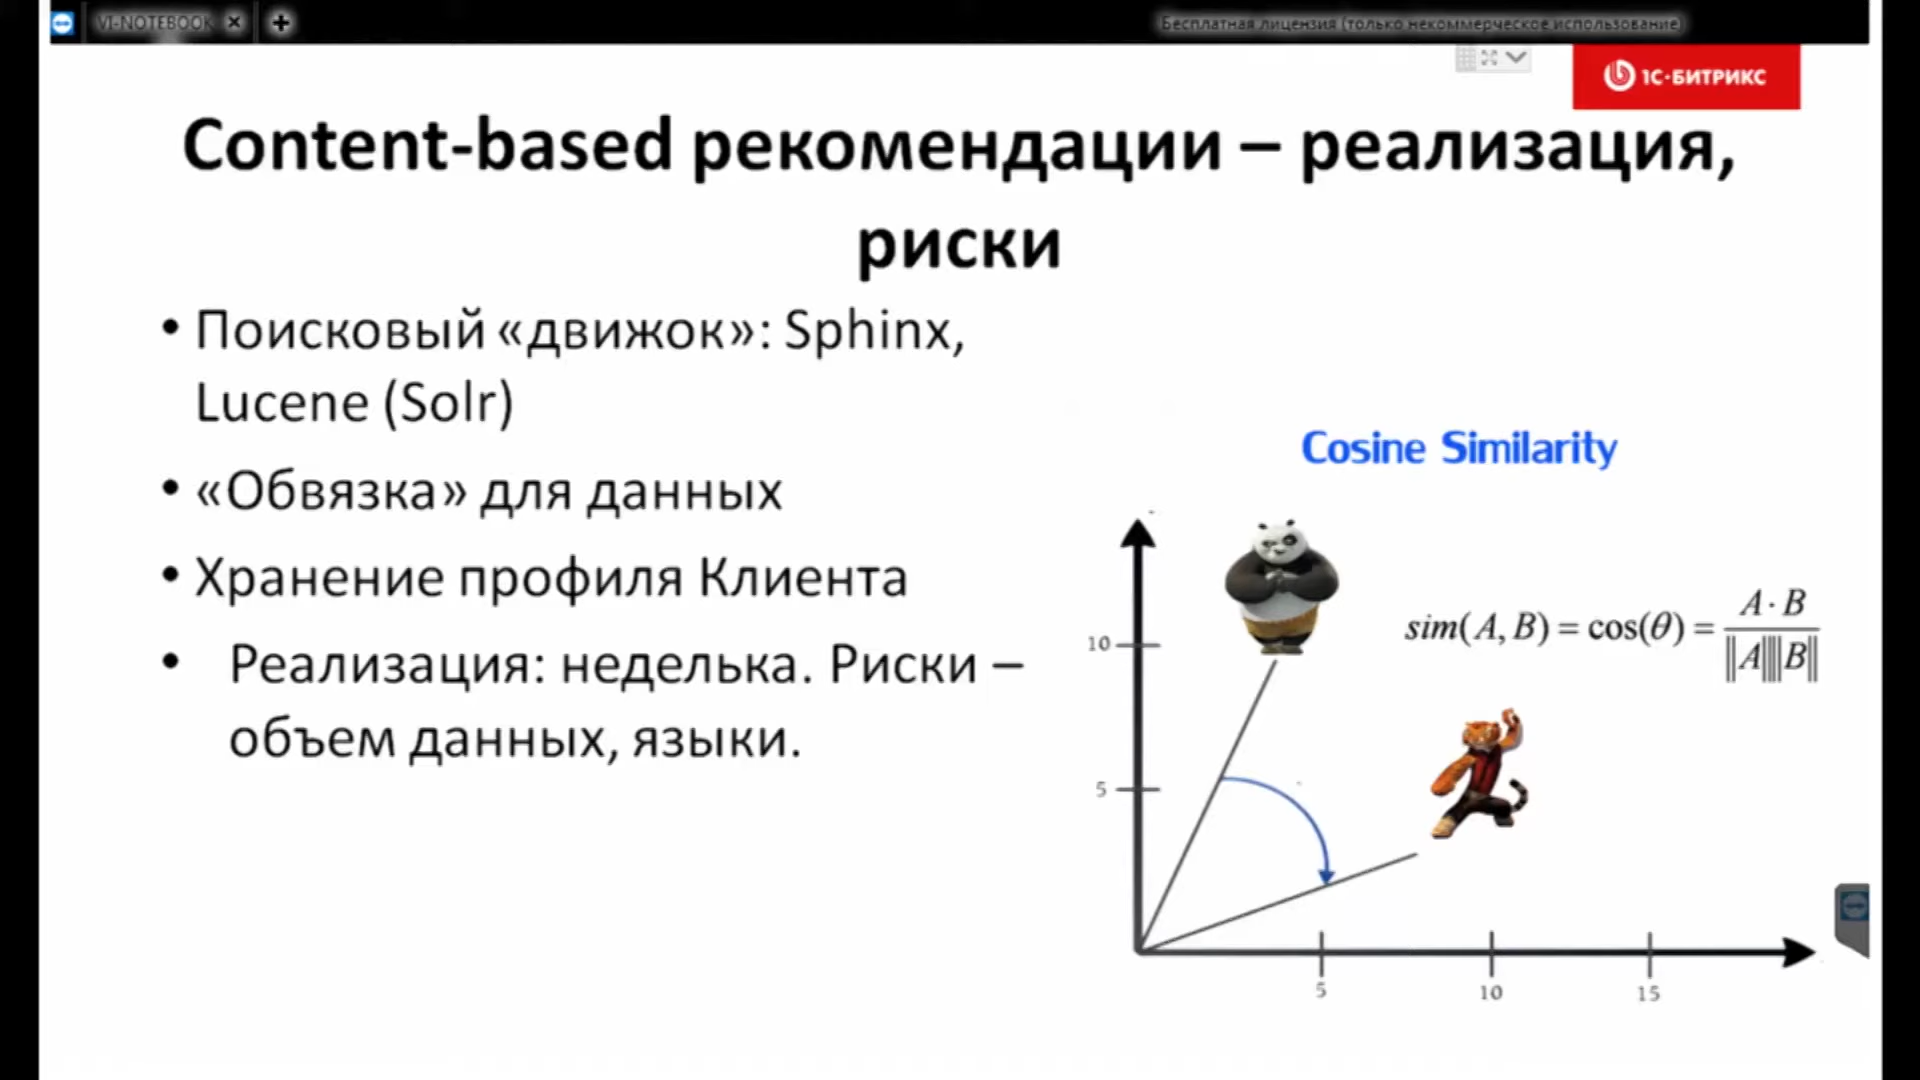 VI-NOTEBOOK
Бесплатная лицензия (только некоммерческое использование)
1С-БИТРИКС
Content-based рекомендации – реализация,
риски
• Поисковый «движок»: Sphinx,
Lucene (Solr)
• «Обвязка» для данных
• Хранение профиля Клиента
• Реализация: неделька. Риски –
объем данных, языки.
Cosine Similarity
sim(A, B) = cos(θ) = A · B
||A||||B||
10
5
5
10
15